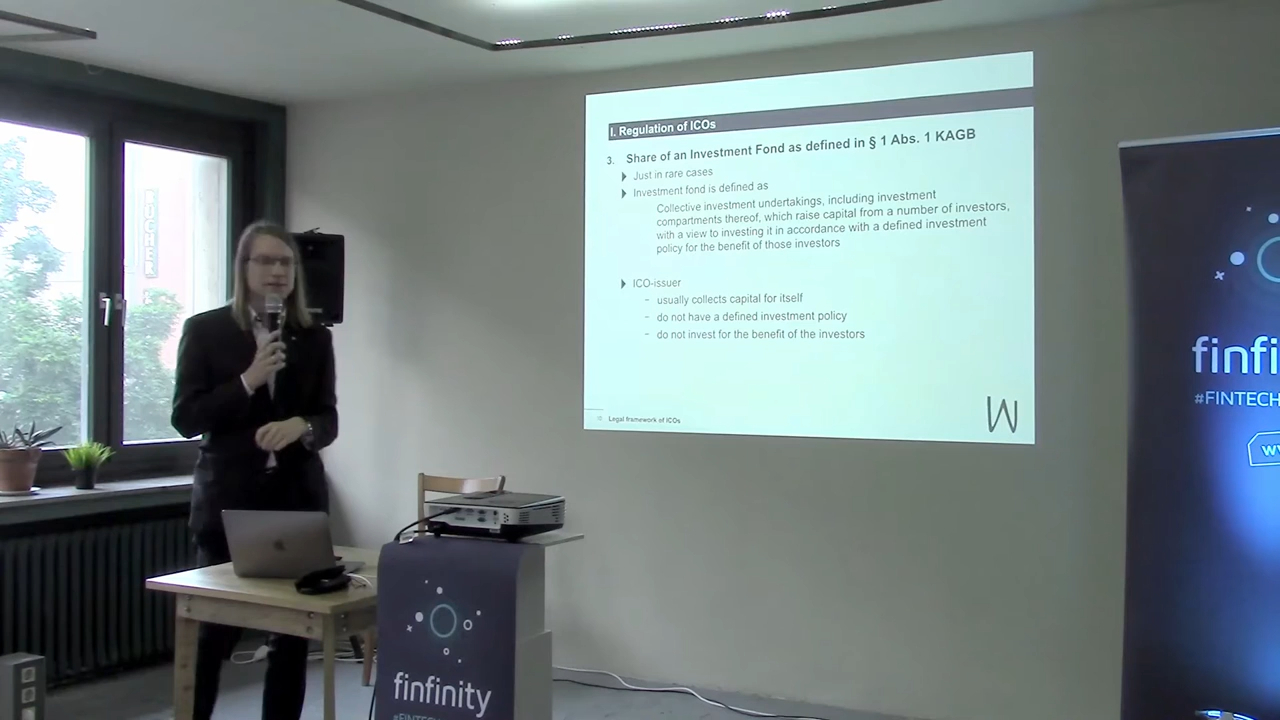 I. Regulation of ICOs
3. Share of an Investment Fond as defined in § 1 Abs. 1 KAGB
Just in rare cases
Investment fond is defined as
Collective investment undertakings, including investment
compartments thereof, which raise capital from a number of investors,
with a view to investing it in accordance with a defined investment
policy for the benefit of those investors
ICO-issuer
- usually collects capital for itself
- do not have a defined investment policy
- do not invest for the benefit of the investors
Legal framework of ICOs
W
finfi
#FINTECH
finfinity
#FINTECH